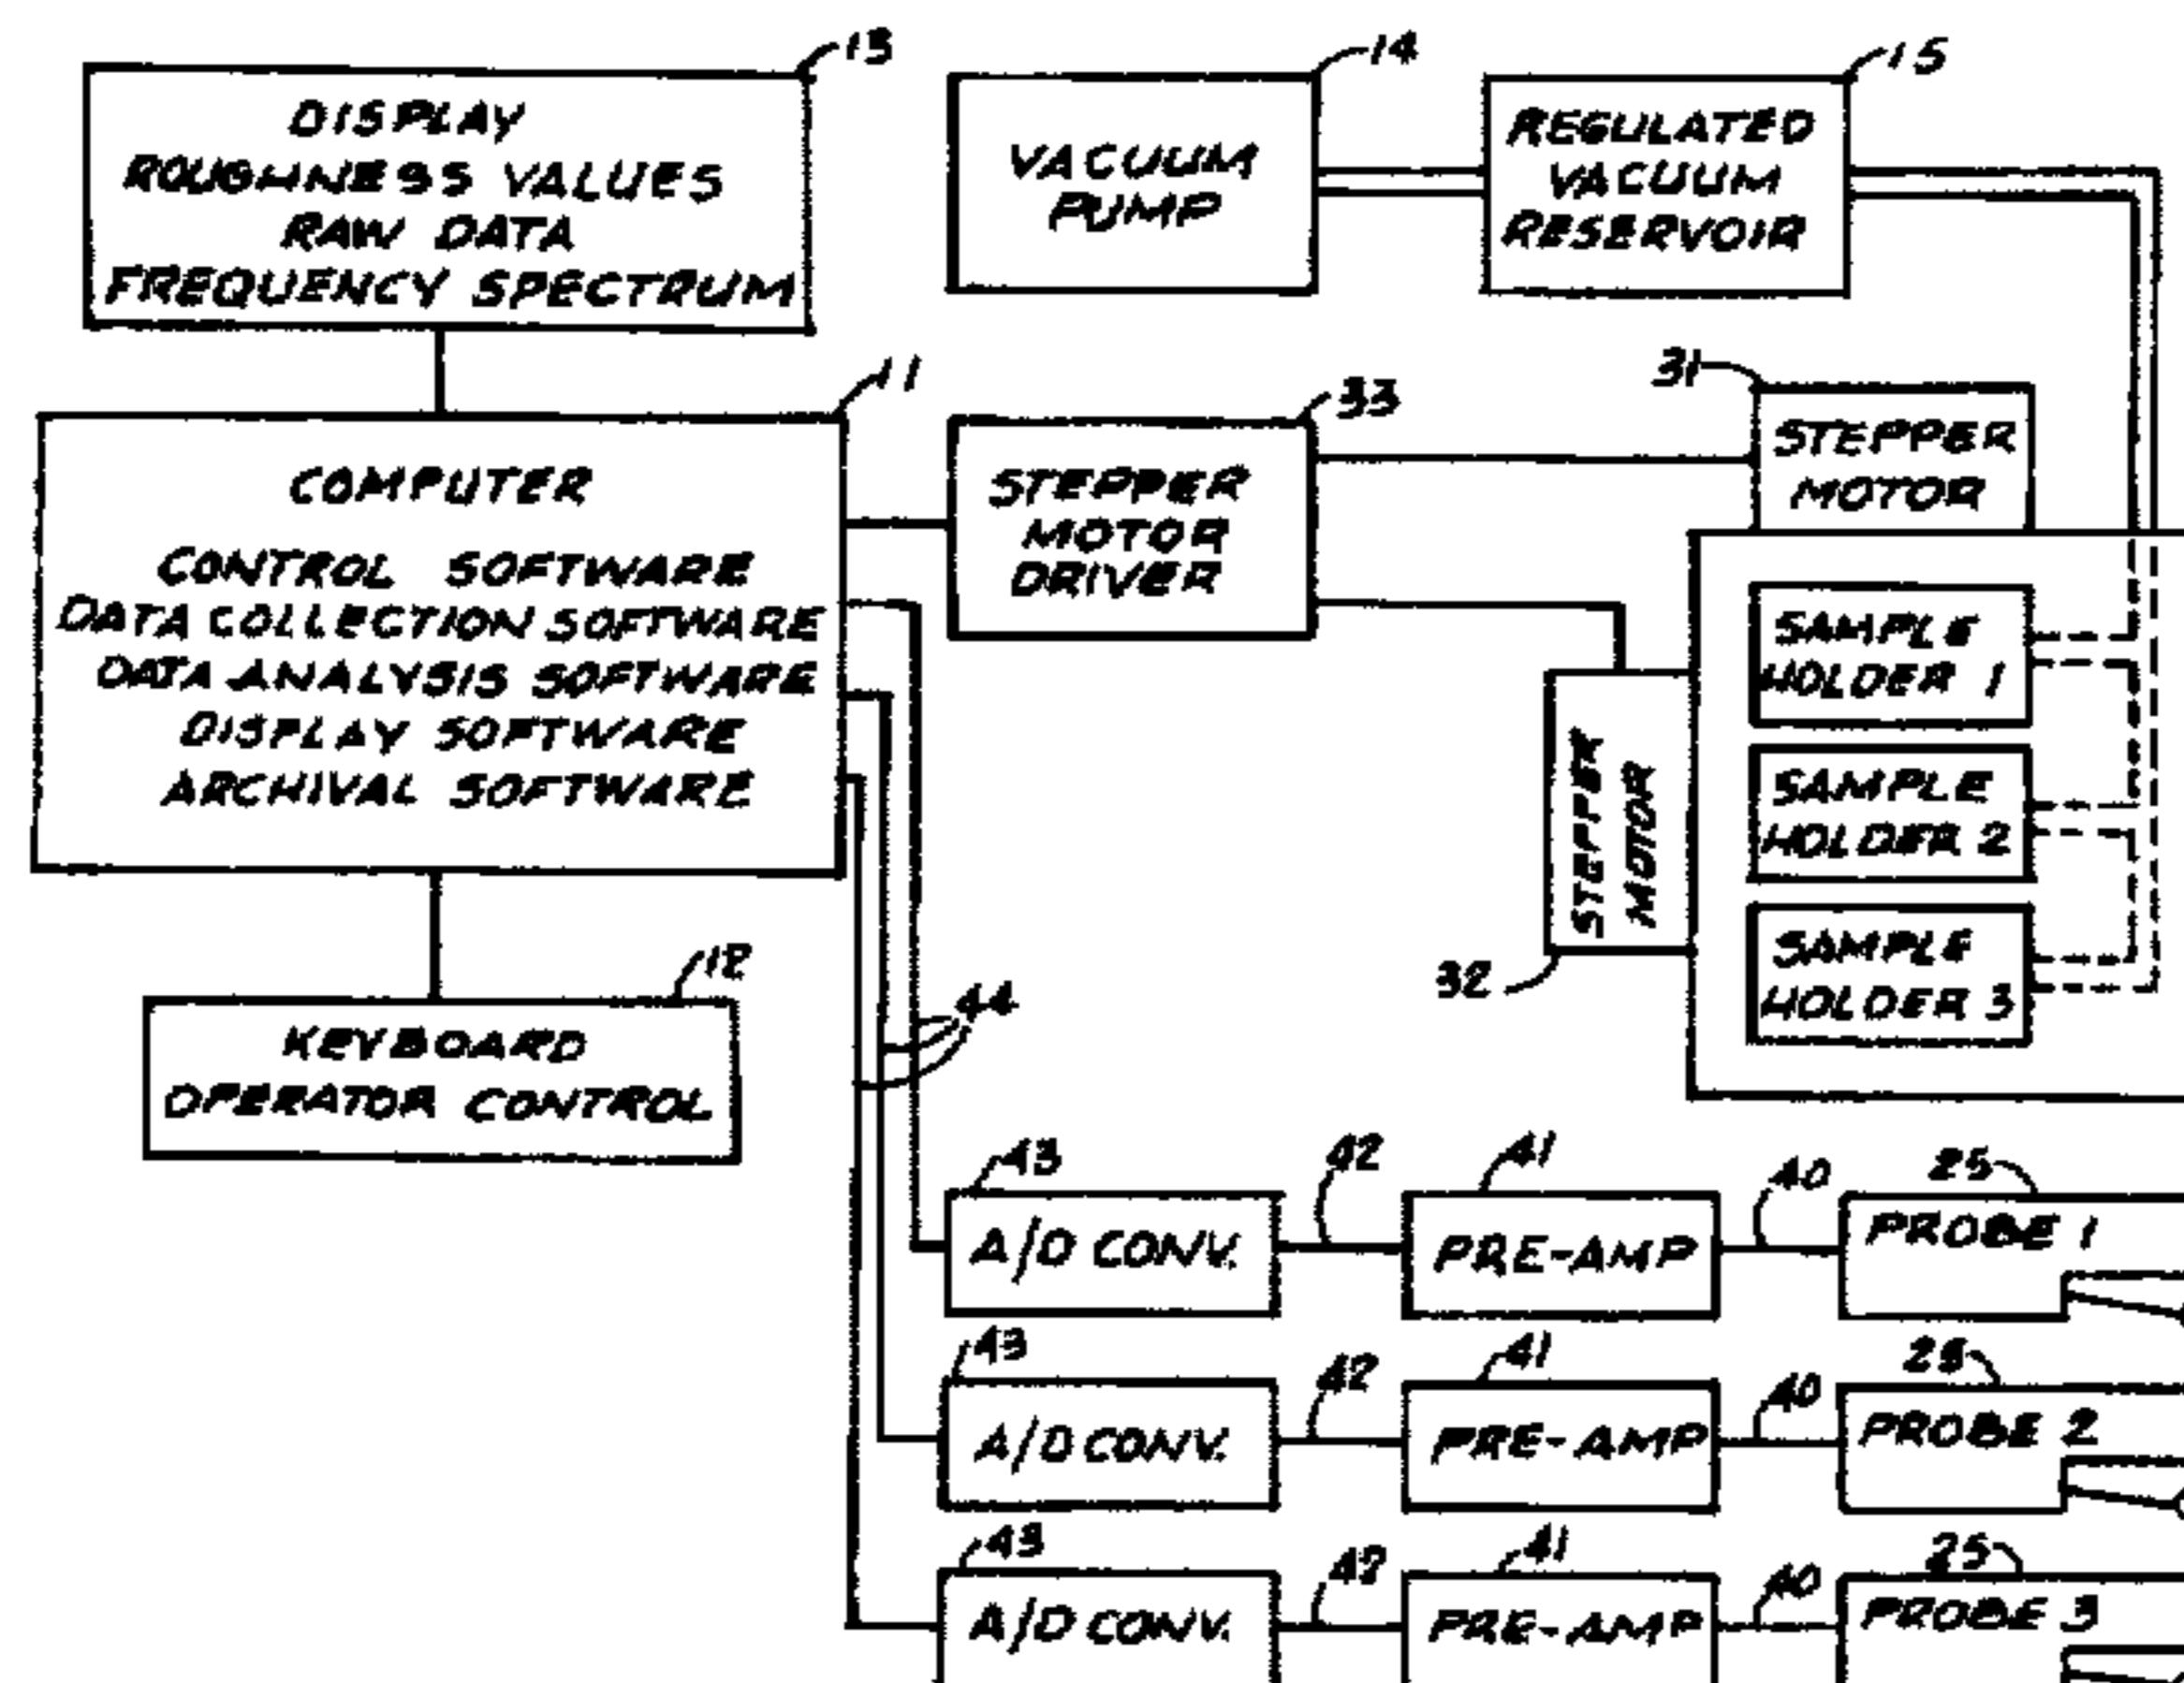 13
DISPLAY
ROUGHNESS VALUES
RAW DATA
FREQUENCY SPECTRUM
14
VACUUM
PUMP
15
REGULATED
VACUUM
RESERVOIR
11
COMPUTER
CONTROL SOFTWARE
DATA COLLECTION SOFTWARE
DATA ANALYSIS SOFTWARE
DISPLAY SOFTWARE
ARCHIVAL SOFTWARE
33
STEPPER
MOTOR
DRIVER
31
STEPPER
MOTOR
SAMPLE
HOLDER 1
SAMPLE
HOLDER 2
SAMPLE
HOLDER 3
STEPPER
MOTOR
32
12
KEYBOARD
OPERATOR CONTROL
44
43
A/D CONV.
42
41
PRE-AMP
40
25
PROBE 1
43
A/D CONV.
42
41
PRE-AMP
40
25
PROBE 2
43
A/D CONV.
42
41
PRE-AMP
40
25
PROBE 3